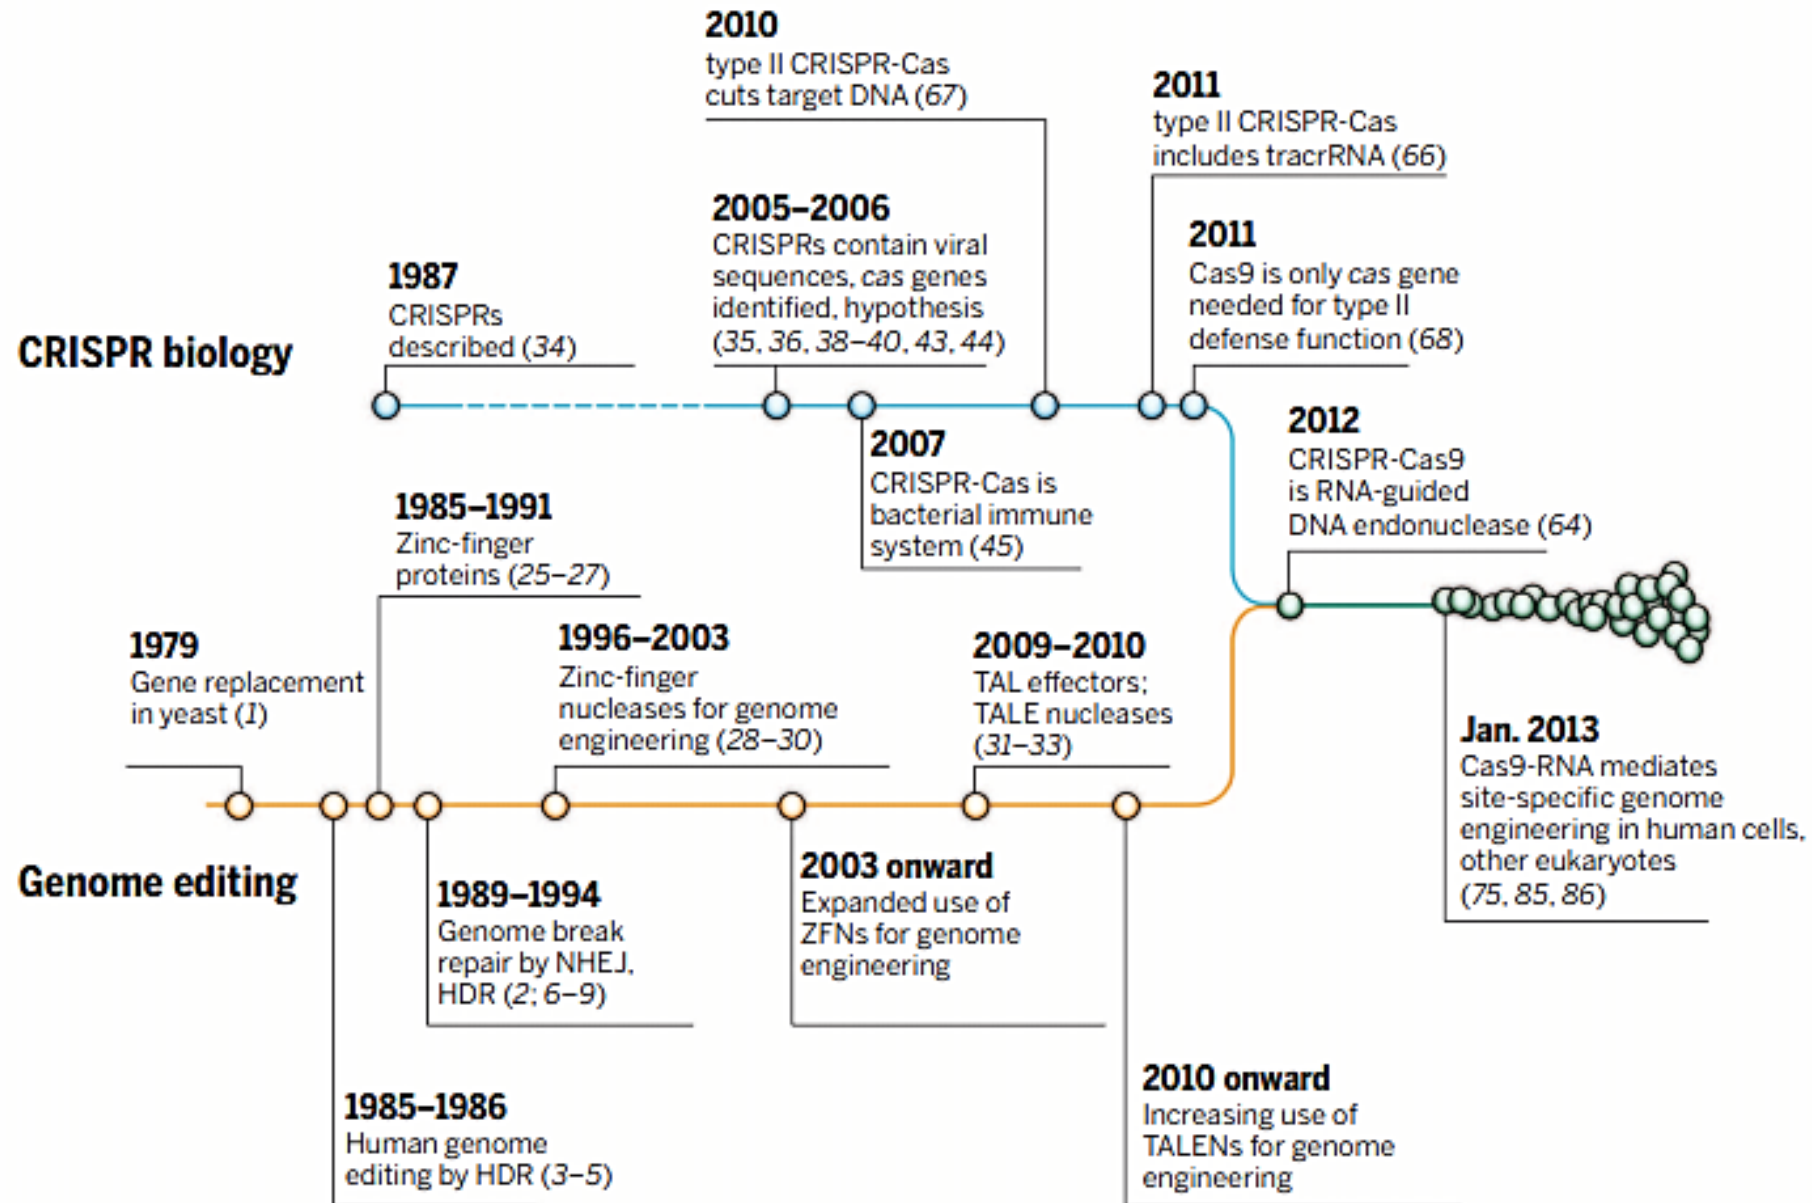 2010
type II CRISPR-Cas
cuts target DNA (67)
2011
type II CRISPR-Cas
includes tracrRNA (66)
2005–2006
CRISPRs contain viral
sequences, cas genes
identified, hypothesis
(35, 36, 38–40, 43, 44)
2011
Cas9 is only cas gene
needed for type II
defense function (68)
1987
CRISPRs
described (34)
CRISPR biology
2007
CRISPR-Cas is
bacterial immune
system (45)
2012
CRISPR-Cas9
is RNA-guided
DNA endonuclease (64)
1985–1991
Zinc-finger
proteins (25–27)
1979
Gene replacement
in yeast (1)
1996–2003
Zinc-finger
nucleases for genome
engineering (28–30)
2009–2010
TAL effectors;
TALE nucleases
(31–33)
Jan. 2013
Cas9-RNA mediates
site-specific genome
engineering in human cells,
other eukaryotes
(75, 85, 86)
Genome editing
1989–1994
Genome break
repair by NHEJ,
HDR (2; 6–9)
2003 onward
Expanded use of
ZFNs for genome
engineering
1985–1986
Human genome
editing by HDR (3–5)
2010 onward
Increasing use of
TALENs for genome
engineering